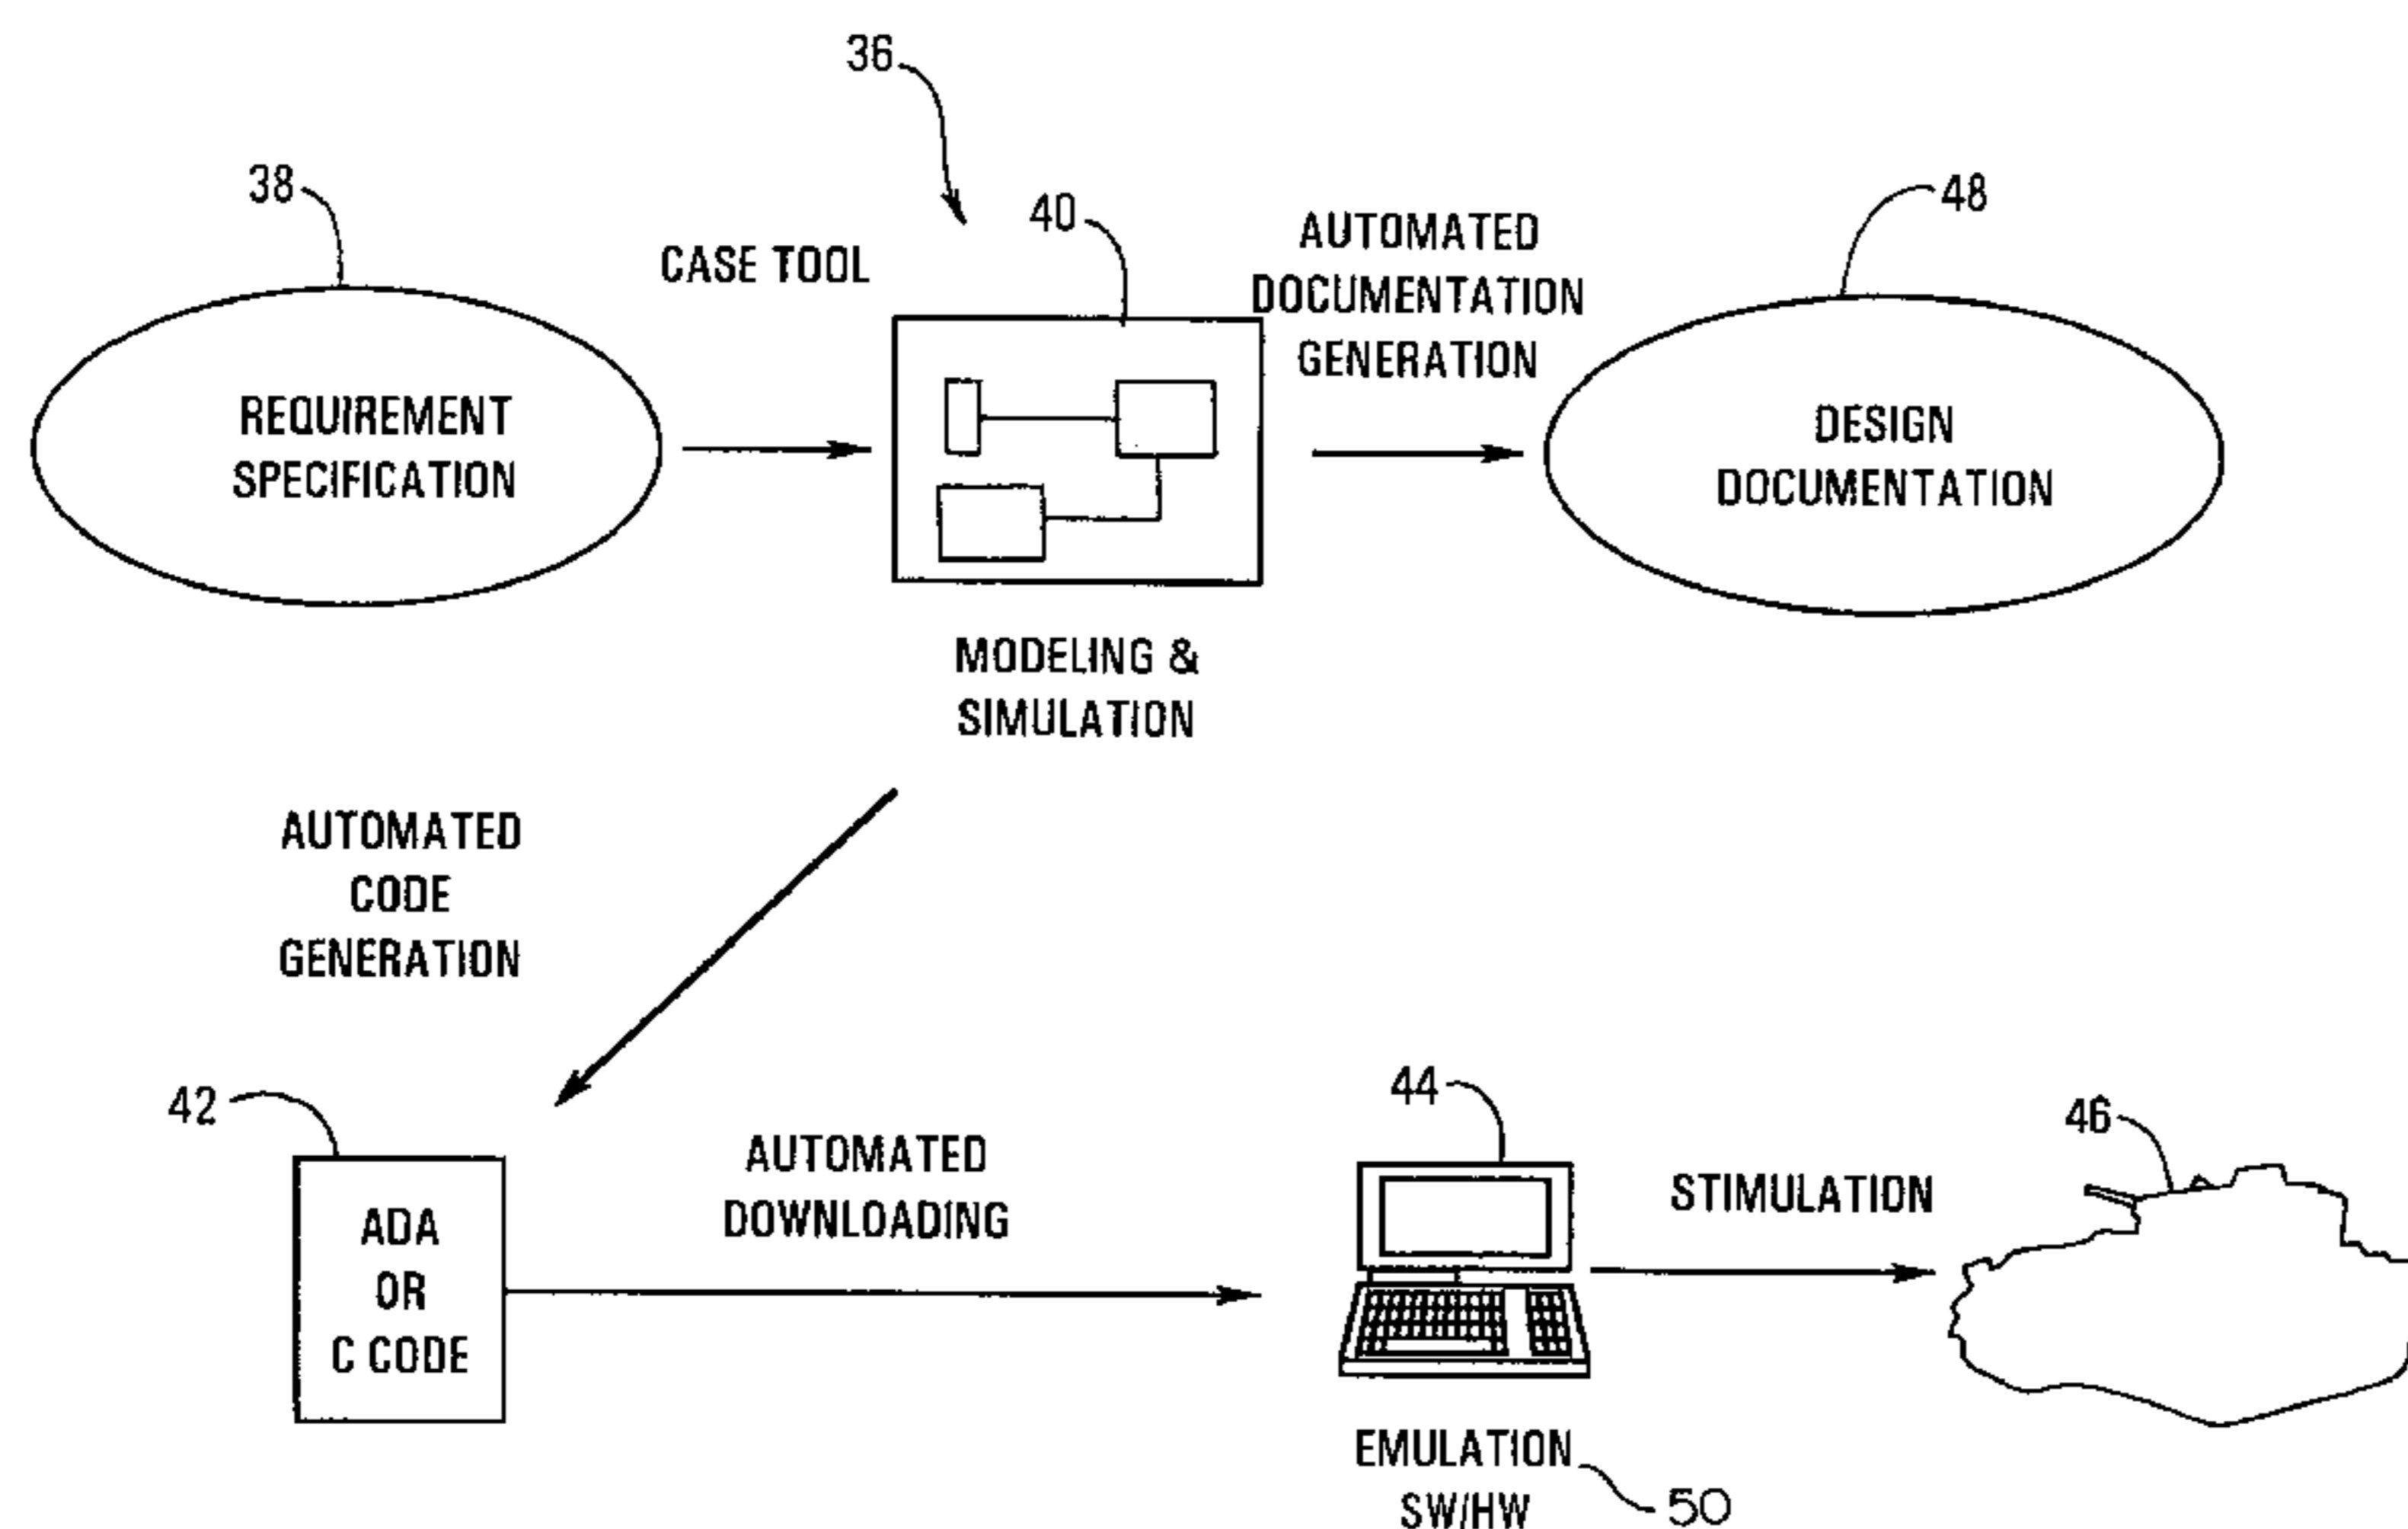 36
38
CASE TOOL
40
AUTOMATED
DOCUMENTATION
GENERATION
48
REQUIREMENT
SPECIFICATION
DESIGN
DOCUMENTATION
MODELING &
SIMULATION
AUTOMATED
CODE
GENERATION
42
ADA
OR
C CODE
AUTOMATED
DOWNLOADING
44
STIMULATION
46
EMULATION
SW/HW
50